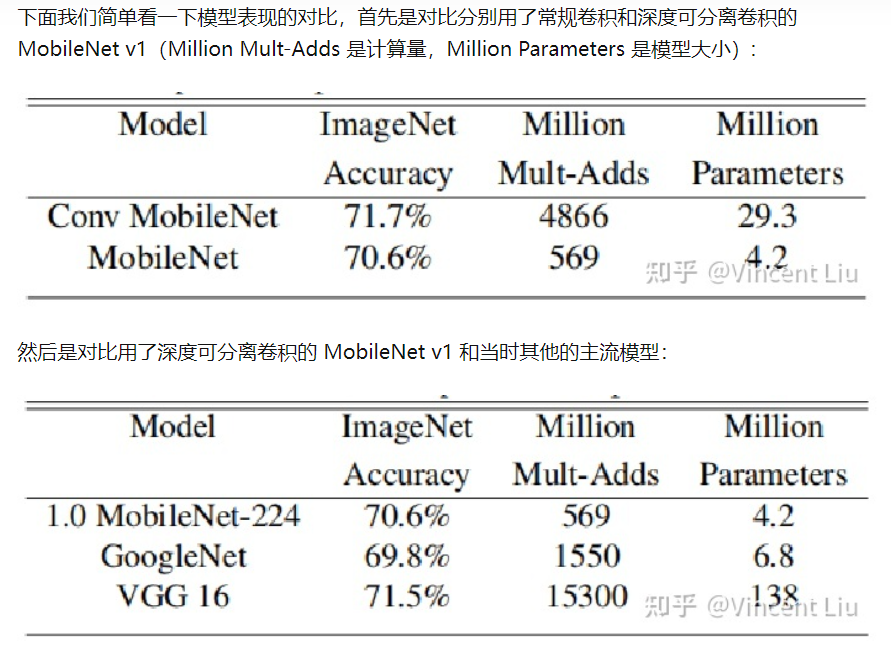 下面我们简单看一下模型表现的对比，首先是对比分别用了常规卷积和深度可分离卷积的
MobileNet v1（Million Mult-Adds 是计算量，Million Parameters 是模型大小）:
Model ImageNet Million Million
Accuracy Mult-Adds Parameters
Conv MobileNet 71.7% 4866 29.3
MobileNet 70.6% 569 4.2
知乎 @Vincent Liu
然后是对比用了深度可分离卷积的 MobileNet v1 和当时其他的主流模型：
Model ImageNet Million Million
Accuracy Mult-Adds Parameters
1.0 MobileNet-224 70.6% 569 4.2
GoogleNet 69.8% 1550 6.8
VGG 16 71.5% 15300 138
知乎 @Vincent Liu